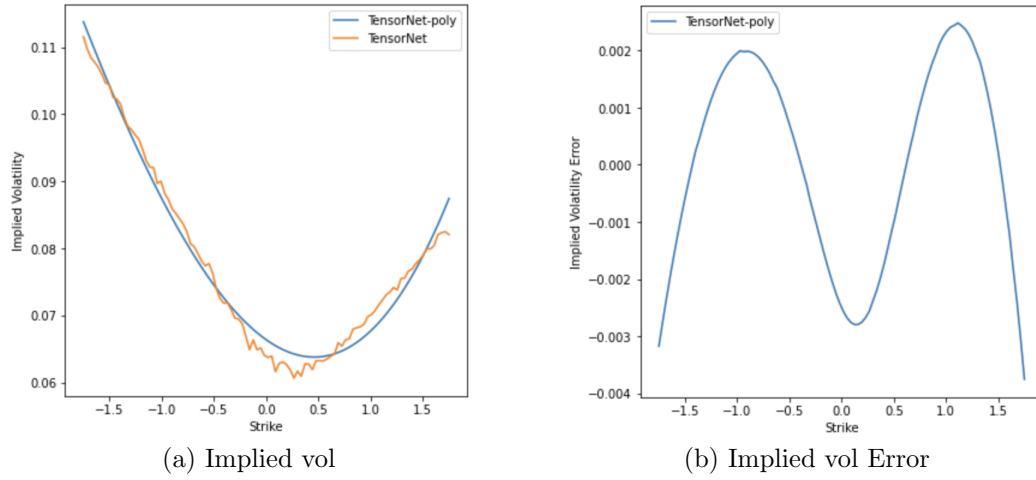 TensorNet-poly
TensorNet
0.11
0.10
0.09
0.08
0.07
0.06
Implied Volatility
−1.5 −1.0 −0.5 0.0 0.5 1.0 1.5
Strike
(a) Implied vol
TensorNet-poly
0.002
0.001
0.000
−0.001
−0.002
−0.003
−0.004
Implied Volatility Error
−1.5 −1.0 −0.5 0.0 0.5 1.0 1.5
Strike
(b) Implied vol Error